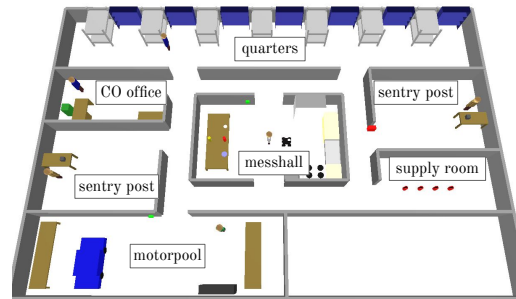 quarters
CO office
sentry post
messhall
supply room
sentry post
motorpool